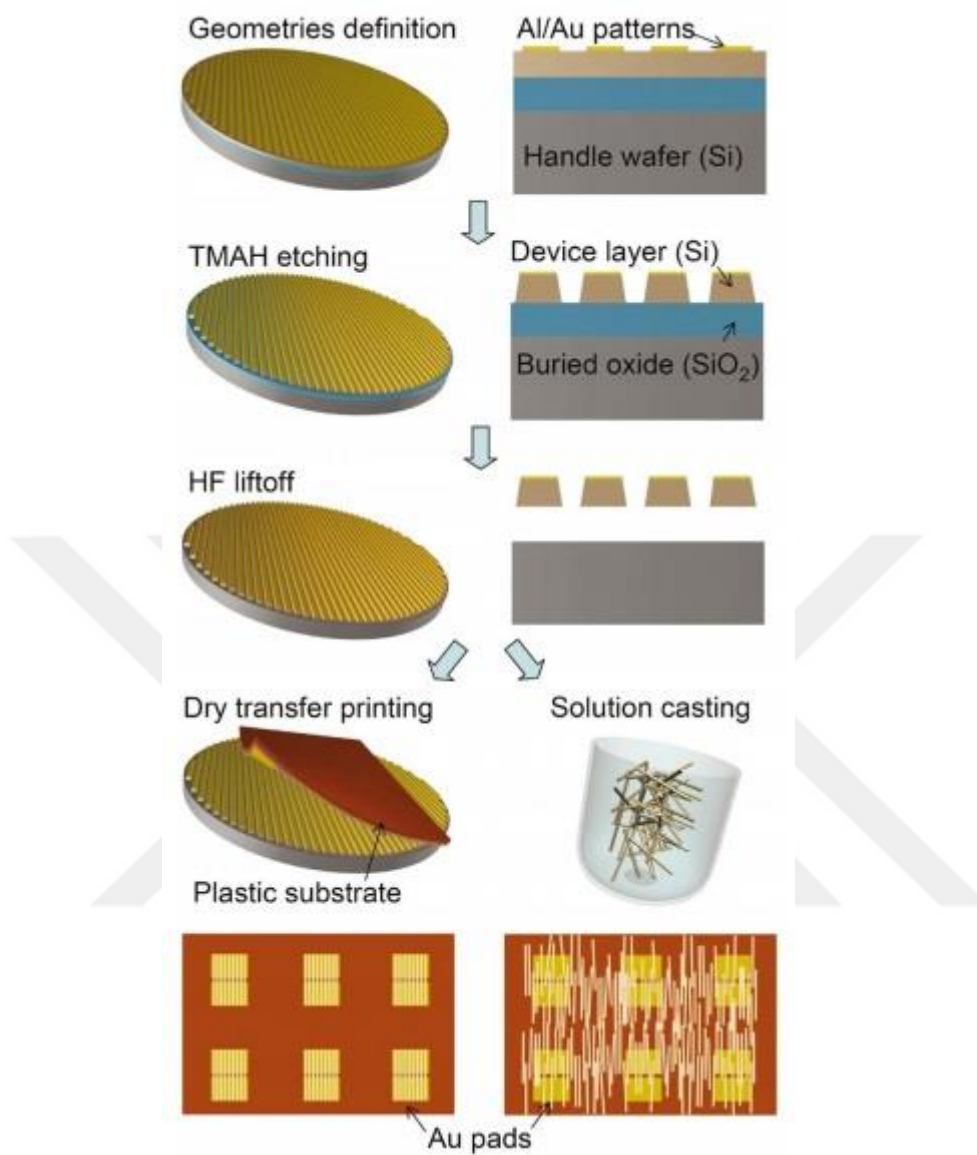 Geometries definition
Al/Au patterns
Handle wafer (Si)
TMAH etching
Device layer (Si)
Buried oxide (SiO₂)
HF liftoff
Dry transfer printing
Solution casting
Plastic substrate
Au pads